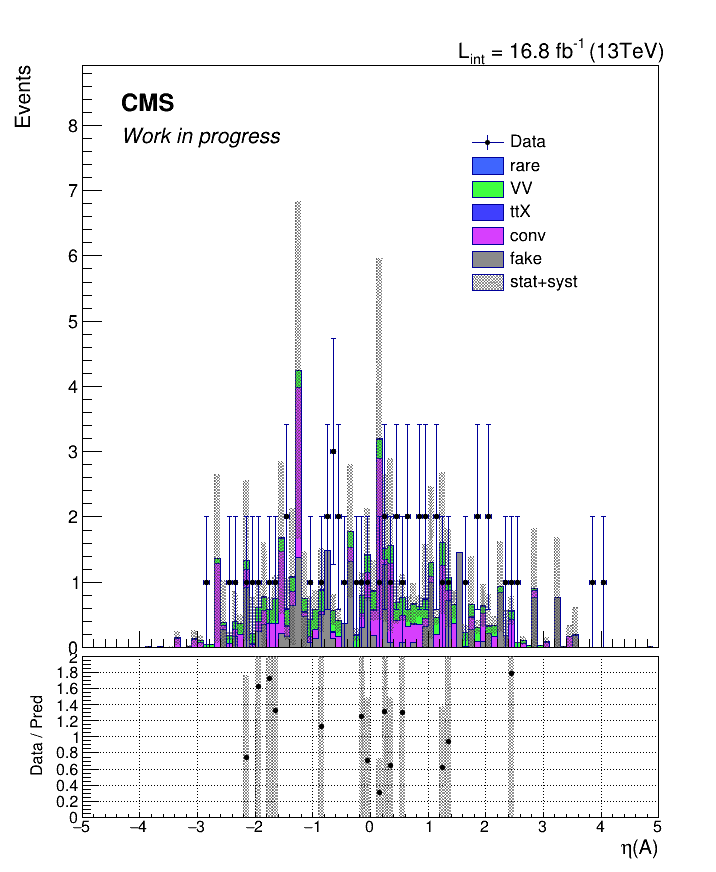 L_int = 16.8 fb⁻¹ (13TeV)
Events
CMS
Work in progress
Data
rare
VV
ttX
conv
fake
stat+syst
8
7
6
5
4
3
2
1
0
Data / Pred
2
1.8
1.6
1.4
1.2
1
0.8
0.6
0.4
0.2
0
−5 −4 −3 −2 −1 0 1 2 3 4 5
η(A)